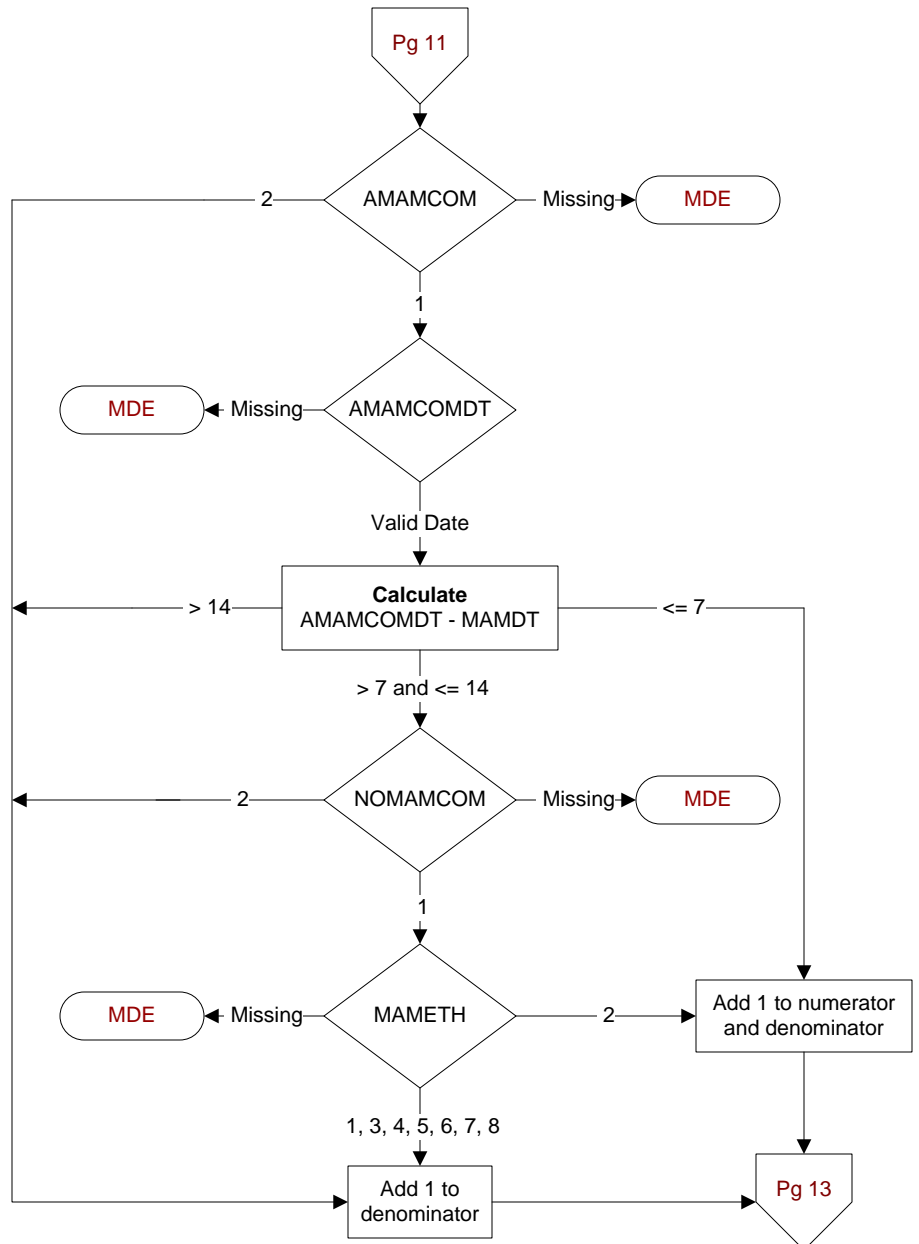 Pg 11
2
AMAMCOM
Missing
MDE
1
MDE
Missing
AMAMCOMDT
Valid Date
> 14
Calculate
AMAMCOMDT - MAMDT
<= 7
> 7 and <= 14
2
NOMAMCOM
Missing
MDE
1
MDE
Missing
MAMETH
2
Add 1 to numerator
and denominator
1, 3, 4, 5, 6, 7, 8
Add 1 to
denominator
Pg 13